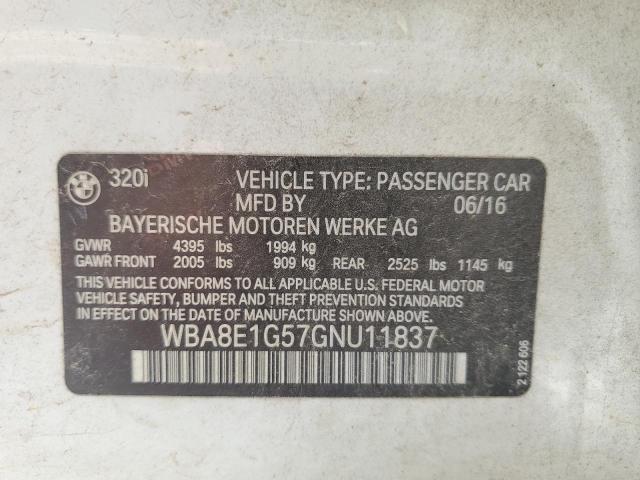 320i VEHICLE TYPE: PASSENGER CAR
MFD BY 06/16
BAYERISCHE MOTOREN WERKE AG
GVWR 4395 lbs 1994 kg
GAWR FRONT 2005 lbs 909 kg REAR 2525 lbs 1145 kg
THIS VEHICLE CONFORMS TO ALL APPLICABLE U.S. FEDERAL MOTOR
VEHICLE SAFETY, BUMPER AND THEFT PREVENTION STANDARDS
IN EFFECT ON THE DATE OF MANUFACTURE SHOWN ABOVE.
WBA8E1G57GNU11837
2 122 606